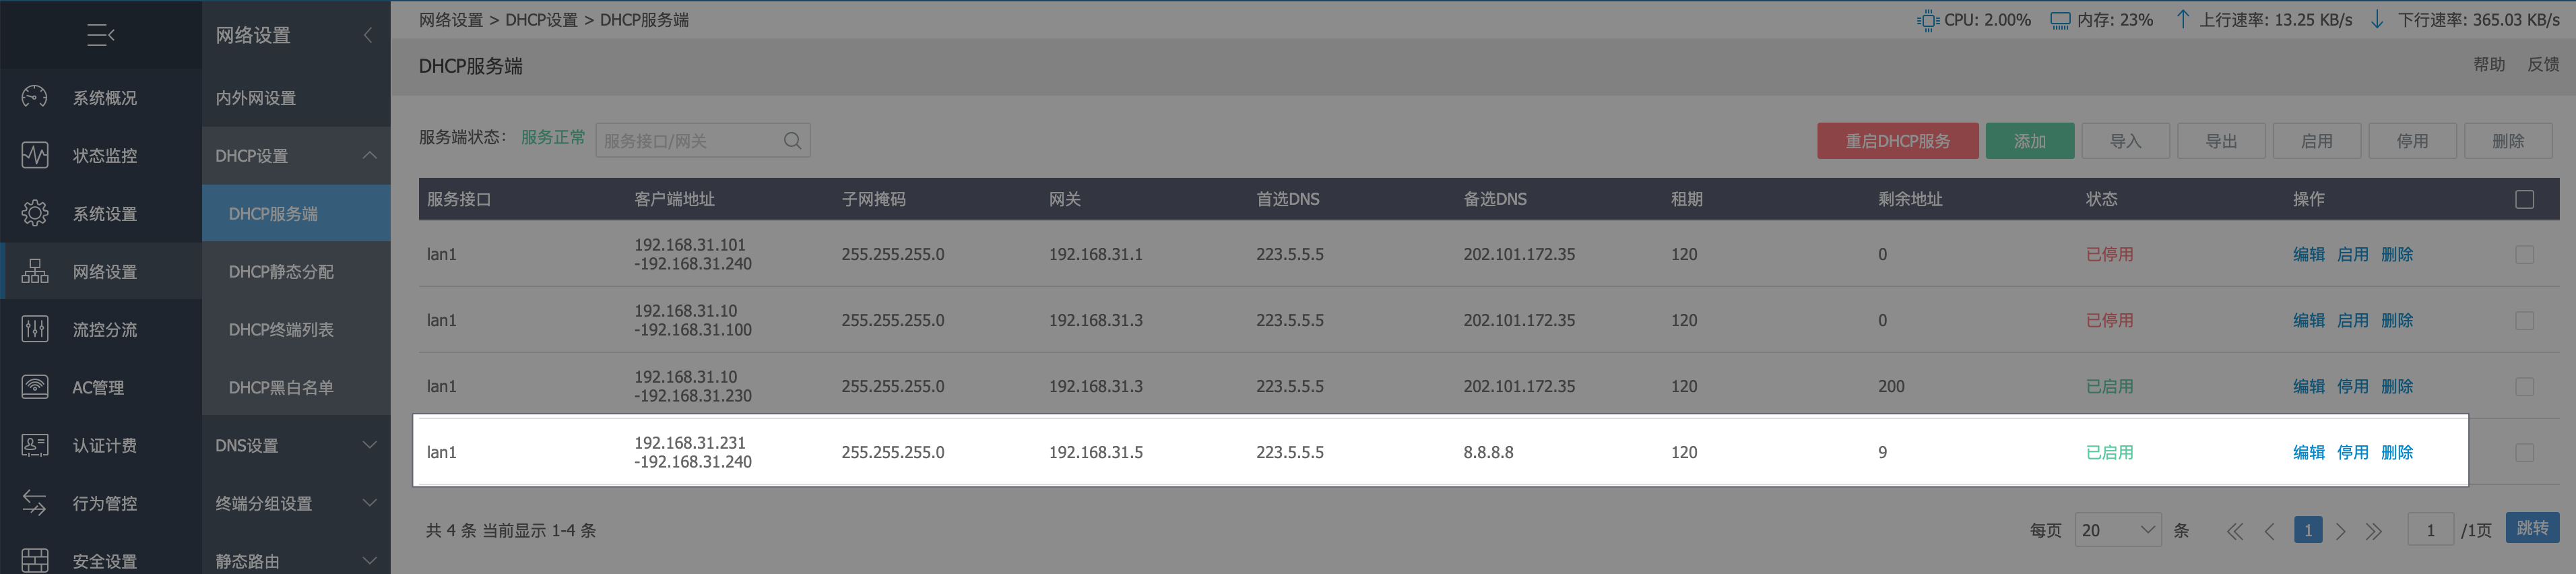 系统概况
状态监控
系统设置
网络设置
流控分流
AC管理
认证计费
行为管控
安全设置
网络设置
内外网设置
DHCP设置
DHCP服务端
DHCP静态分配
DHCP终端列表
DHCP黑白名单
DNS设置
终端分组设置
静态路由
网络设置 > DHCP设置 > DHCP服务端
CPU: 2.00% 内存: 23% 上行速率: 13.25 KB/s 下行速率: 365.03 KB/s
DHCP服务端
帮助 反馈
服务端状态: 服务正常 服务接口/网关
重启DHCP服务 添加 导入 导出 启用 停用 删除
服务接口 客户端地址 子网掩码 网关 首选DNS 备选DNS 租期 剩余地址 状态 操作
lan1 192.168.31.101
-192.168.31.240 255.255.255.0 192.168.31.1 223.5.5.5 202.101.172.35 120 0 已停用 编辑 启用 删除
lan1 192.168.31.10
-192.168.31.100 255.255.255.0 192.168.31.3 223.5.5.5 202.101.172.35 120 0 已停用 编辑 启用 删除
lan1 192.168.31.10
-192.168.31.230 255.255.255.0 192.168.31.3 223.5.5.5 202.101.172.35 120 200 已启用 编辑 停用 删除
lan1 192.168.31.231
-192.168.31.240 255.255.255.0 192.168.31.5 223.5.5.5 8.8.8.8 120 9 已启用 编辑 停用 删除
共 4 条 当前显示 1-4 条
每页 20 条 1 1 /1页 跳转